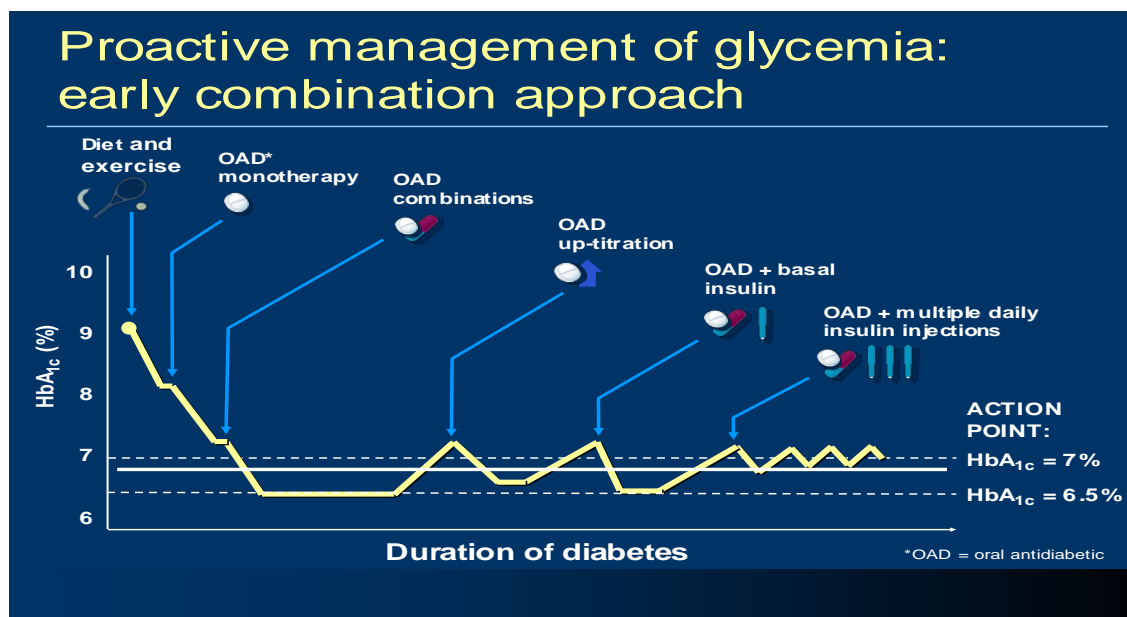 Proactive management of glycemia:
early combination approach
Diet and
exercise
OAD*
monotherapy
OAD
combinations
OAD
up-titration
OAD + basal
insulin
OAD + multiple daily
insulin injections
10
9
8
7
6
HbA1c (%)
ACTION
POINT:
HbA1c = 7%
HbA1c = 6.5%
Duration of diabetes
*OAD = oral antidiabetic